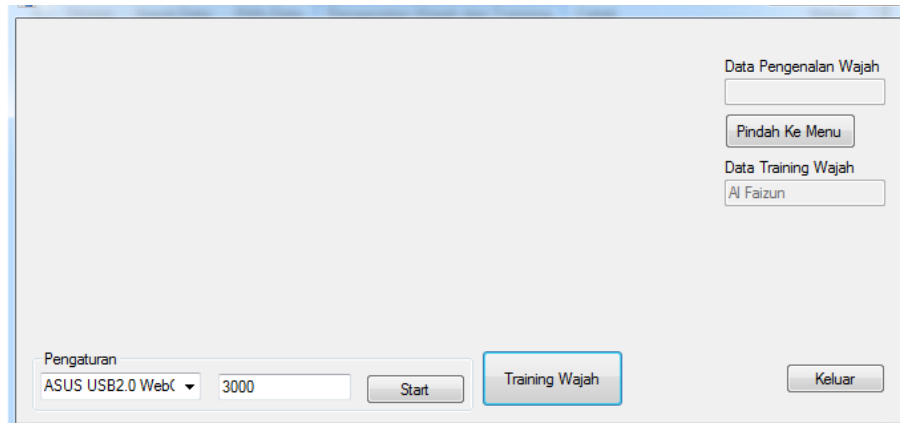 Data Pengenalan Wajah
Pindah Ke Menu
Data Training Wajah
Al Faizun
Pengaturan
ASUS USB2.0 Web
3000
Start
Training Wajah
Keluar